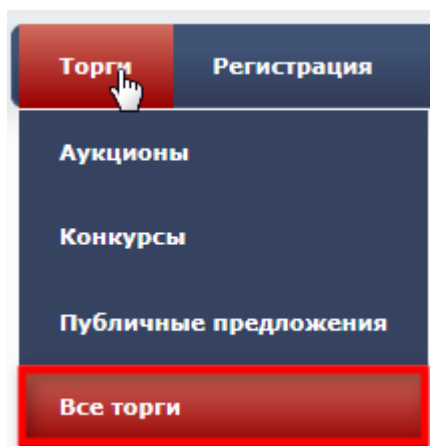 Торги Регистрация
Аукционы
Конкурсы
Публичные предложения
Все торги